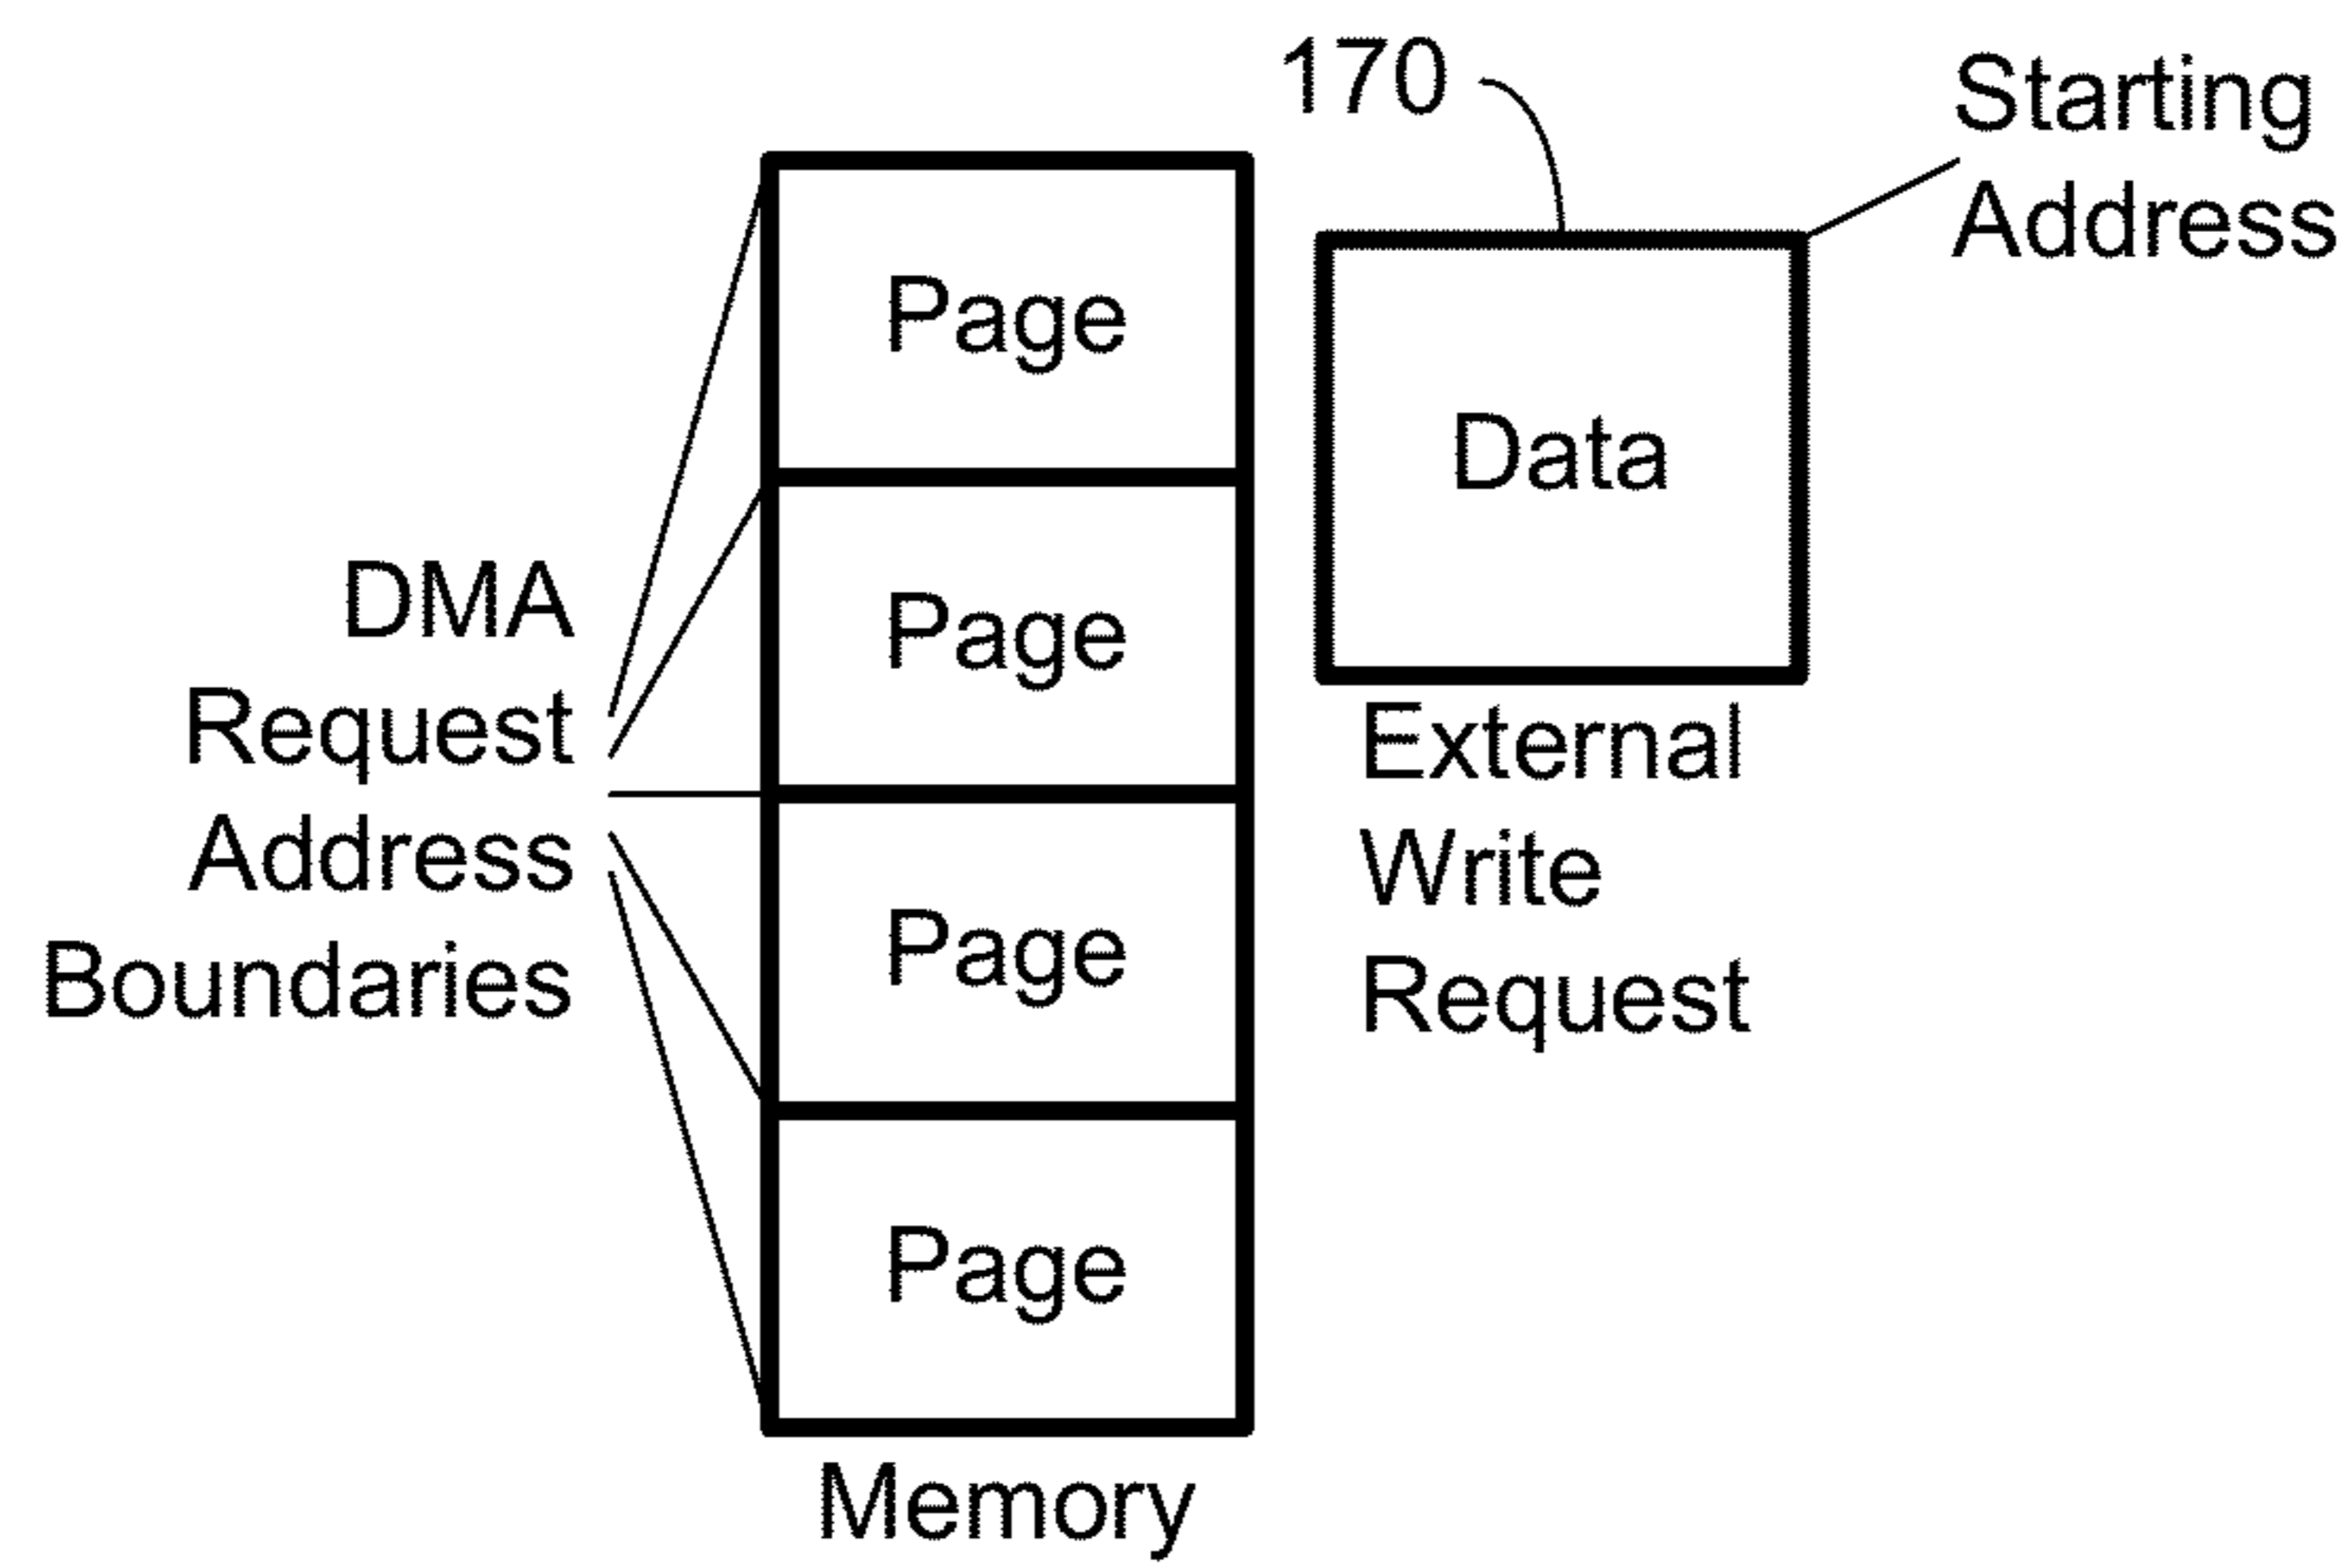 170
Starting
Address
Page
Data
Page
DMA
Request
Address
Boundaries
External
Write
Request
Page
Page
Memory